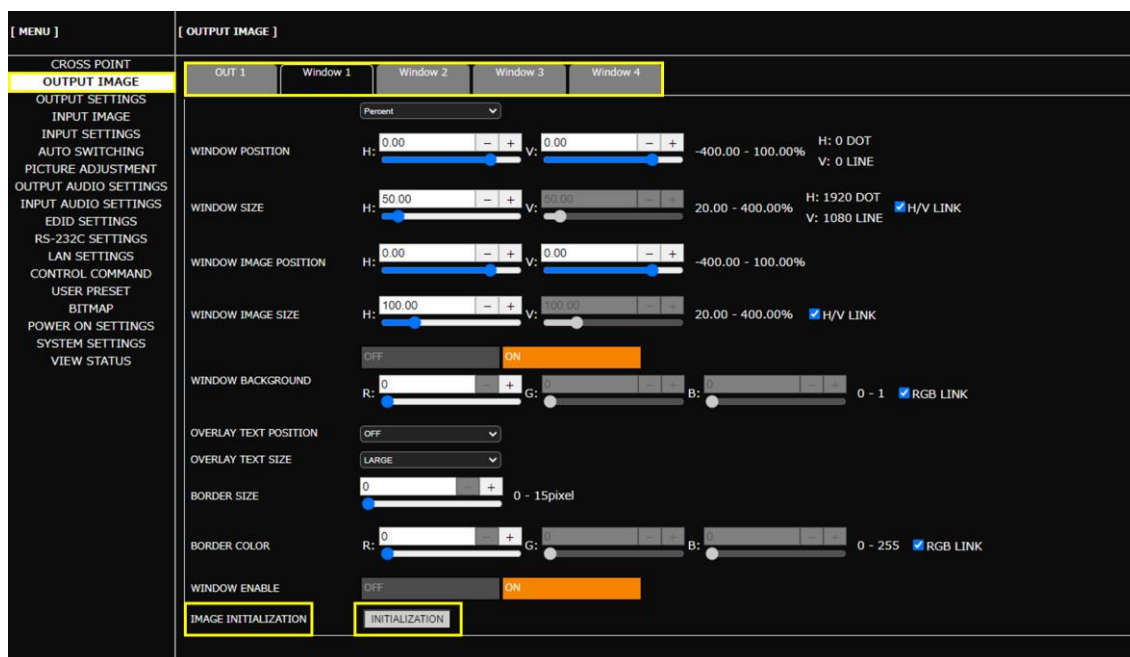 [ MENU ]
[ OUTPUT IMAGE ]
CROSS POINT
OUTPUT IMAGE
OUTPUT SETTINGS
INPUT IMAGE
INPUT SETTINGS
AUTO SWITCHING
PICTURE ADJUSTMENT
OUTPUT AUDIO SETTINGS
INPUT AUDIO SETTINGS
EDID SETTINGS
RS-232C SETTINGS
LAN SETTINGS
CONTROL COMMAND
USER PRESET
BITMAP
POWER ON SETTINGS
SYSTEM SETTINGS
VIEW STATUS
OUT 1 Window 1 Window 2 Window 3 Window 4
Percent
WINDOW POSITION H: 0.00 - + V: 0.00 - + -400.00 - 100.00% H: 0 DOT
V: 0 LINE
WINDOW SIZE H: 50.00 - + V: 50.00 - + 20.00 - 400.00% H: 1920 DOT
V: 1080 LINE H/V LINK
WINDOW IMAGE POSITION H: 0.00 - + V: 0.00 - + -400.00 - 100.00%
WINDOW IMAGE SIZE H: 100.00 - + V: 100.00 - + 20.00 - 400.00% H/V LINK
OFF ON
WINDOW BACKGROUND R: 0 - + G: 0 - + B: 0 - + 0 - 1 RGB LINK
OVERLAY TEXT POSITION OFF
OVERLAY TEXT SIZE LARGE
BORDER SIZE 0 - + 0 - 15pixel
BORDER COLOR R: 0 - + G: 0 - + B: 0 - + 0 - 255 RGB LINK
WINDOW ENABLE OFF ON
IMAGE INITIALIZATION INITIALIZATION